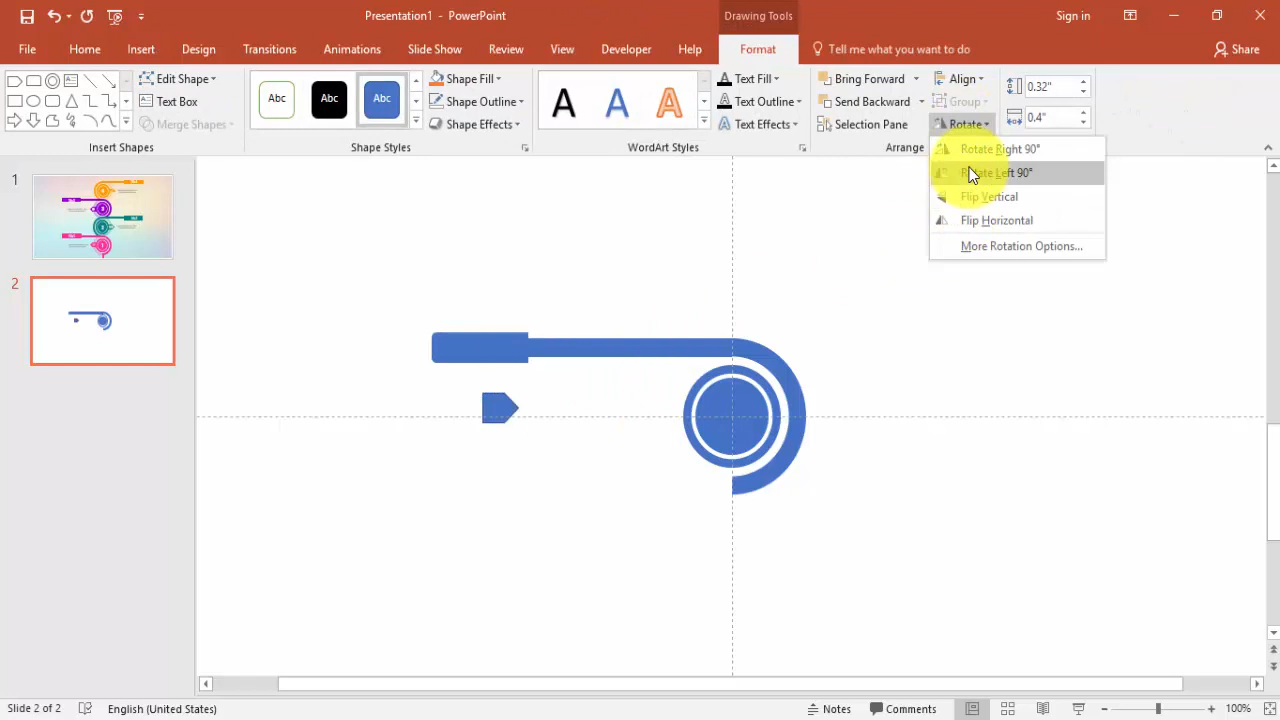 Presentation1 - PowerPoint
Drawing Tools
Sign in
File
Home
Insert
Design
Transitions
Animations
Slide Show
Review
View
Developer
Help
Format
Tell me what you want to do
Share
Edit Shape
Text Box
Merge Shapes
Insert Shapes
Abc
Abc
Abc
Shape Fill
Shape Outline
Shape Effects
Shape Styles
A
A
A
Text Fill
Text Outline
Text Effects
WordArt Styles
Bring Forward
Send Backward
Selection Pane
Arrange
Align
Group
Rotate
0.32"
0.4"
Rotate Right 90°
Rotate Left 90°
Flip Vertical
Flip Horizontal
More Rotation Options...
1
2
Slide 2 of 2
English (United States)
Notes
Comments
100%